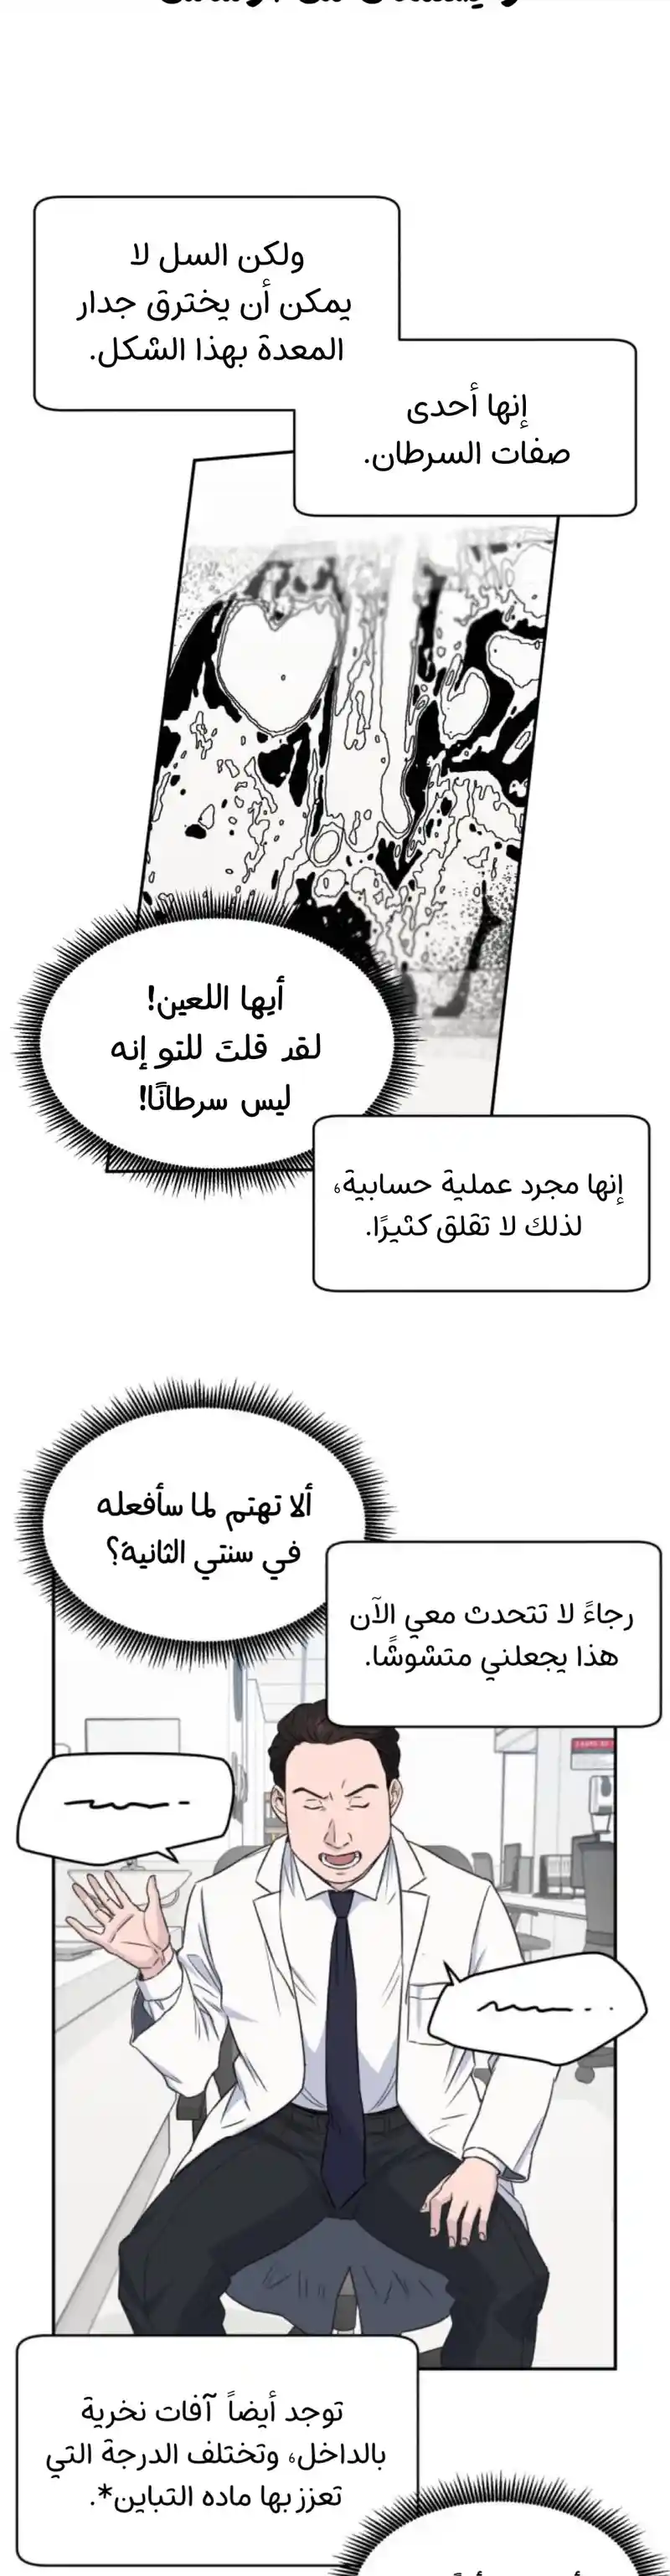 ولكن السل لا
يمكن أن يخترق جدار
المعدة بهذا الشكل.
إنها أحدى
صفات السرطان.
أيها اللعين!
لقد قلتَ للتو إنه
ليس سرطانًا!
إنها مجرد عملية حسابية،
لذلك لا تقلق كثيرًا.
ألا تهتم لما سأفعله
في سنتي الثانية؟
رجاءً لا تتحدث معي الآن
هذا يجعلني متشوشًا.
توجد أيضاً آفات نخرية
بالداخل، وتختلف الدرجة التي
تعزز بها ماده التباين*.